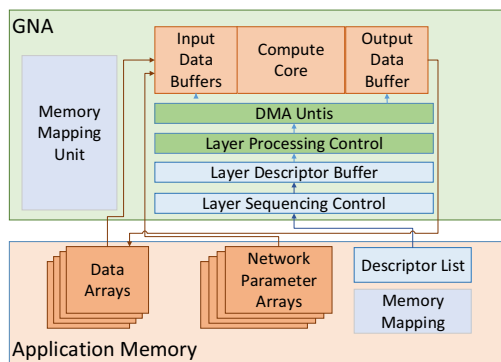 GNA
Input
Data
Buffers
Compute
Core
Output
Data
Buffer
Memory
Mapping
Unit
DMA Untis
Layer Processing Control
Layer Descriptor Buffer
Layer Sequencing Control
Data
Arrays
Network
Parameter
Arrays
Descriptor List
Memory
Mapping
Application Memory